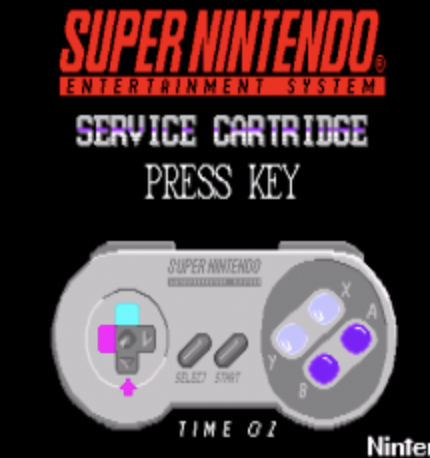 SUPER NINTENDO®
ENTERTAINMENT SYSTEM
SERVICE CARTRIDGE
PRESS KEY
SUPER NINTENDO
X
A
Y
B
SELECT START
TIME 02
Ninte